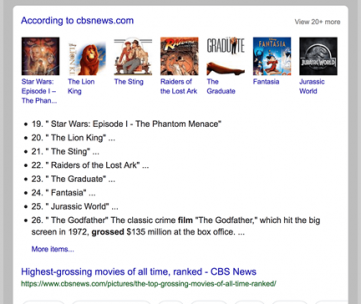 According to cbsnews.com
View 20+ more
Star Wars: Episode I – The Phan...
The Lion King
The Sting
Raiders of the Lost Ark
The Graduate
Fantasia
Jurassic World
19. " Star Wars: Episode I - The Phantom Menace"
20. "The Lion King" ...
21. " The Sting" ...
22. " Raiders of the Lost Ark" ...
23. " The Graduate" ...
24. " Fantasia" ...
25. " Jurassic World" ...
26. " The Godfather" The classic crime film "The Godfather," which hit the big
screen in 1972, grossed $135 million at the box office. ...
More items...
Highest-grossing movies of all time, ranked - CBS News
https://www.cbsnews.com/pictures/the-top-grossing-movies-of-all-time-ranking/